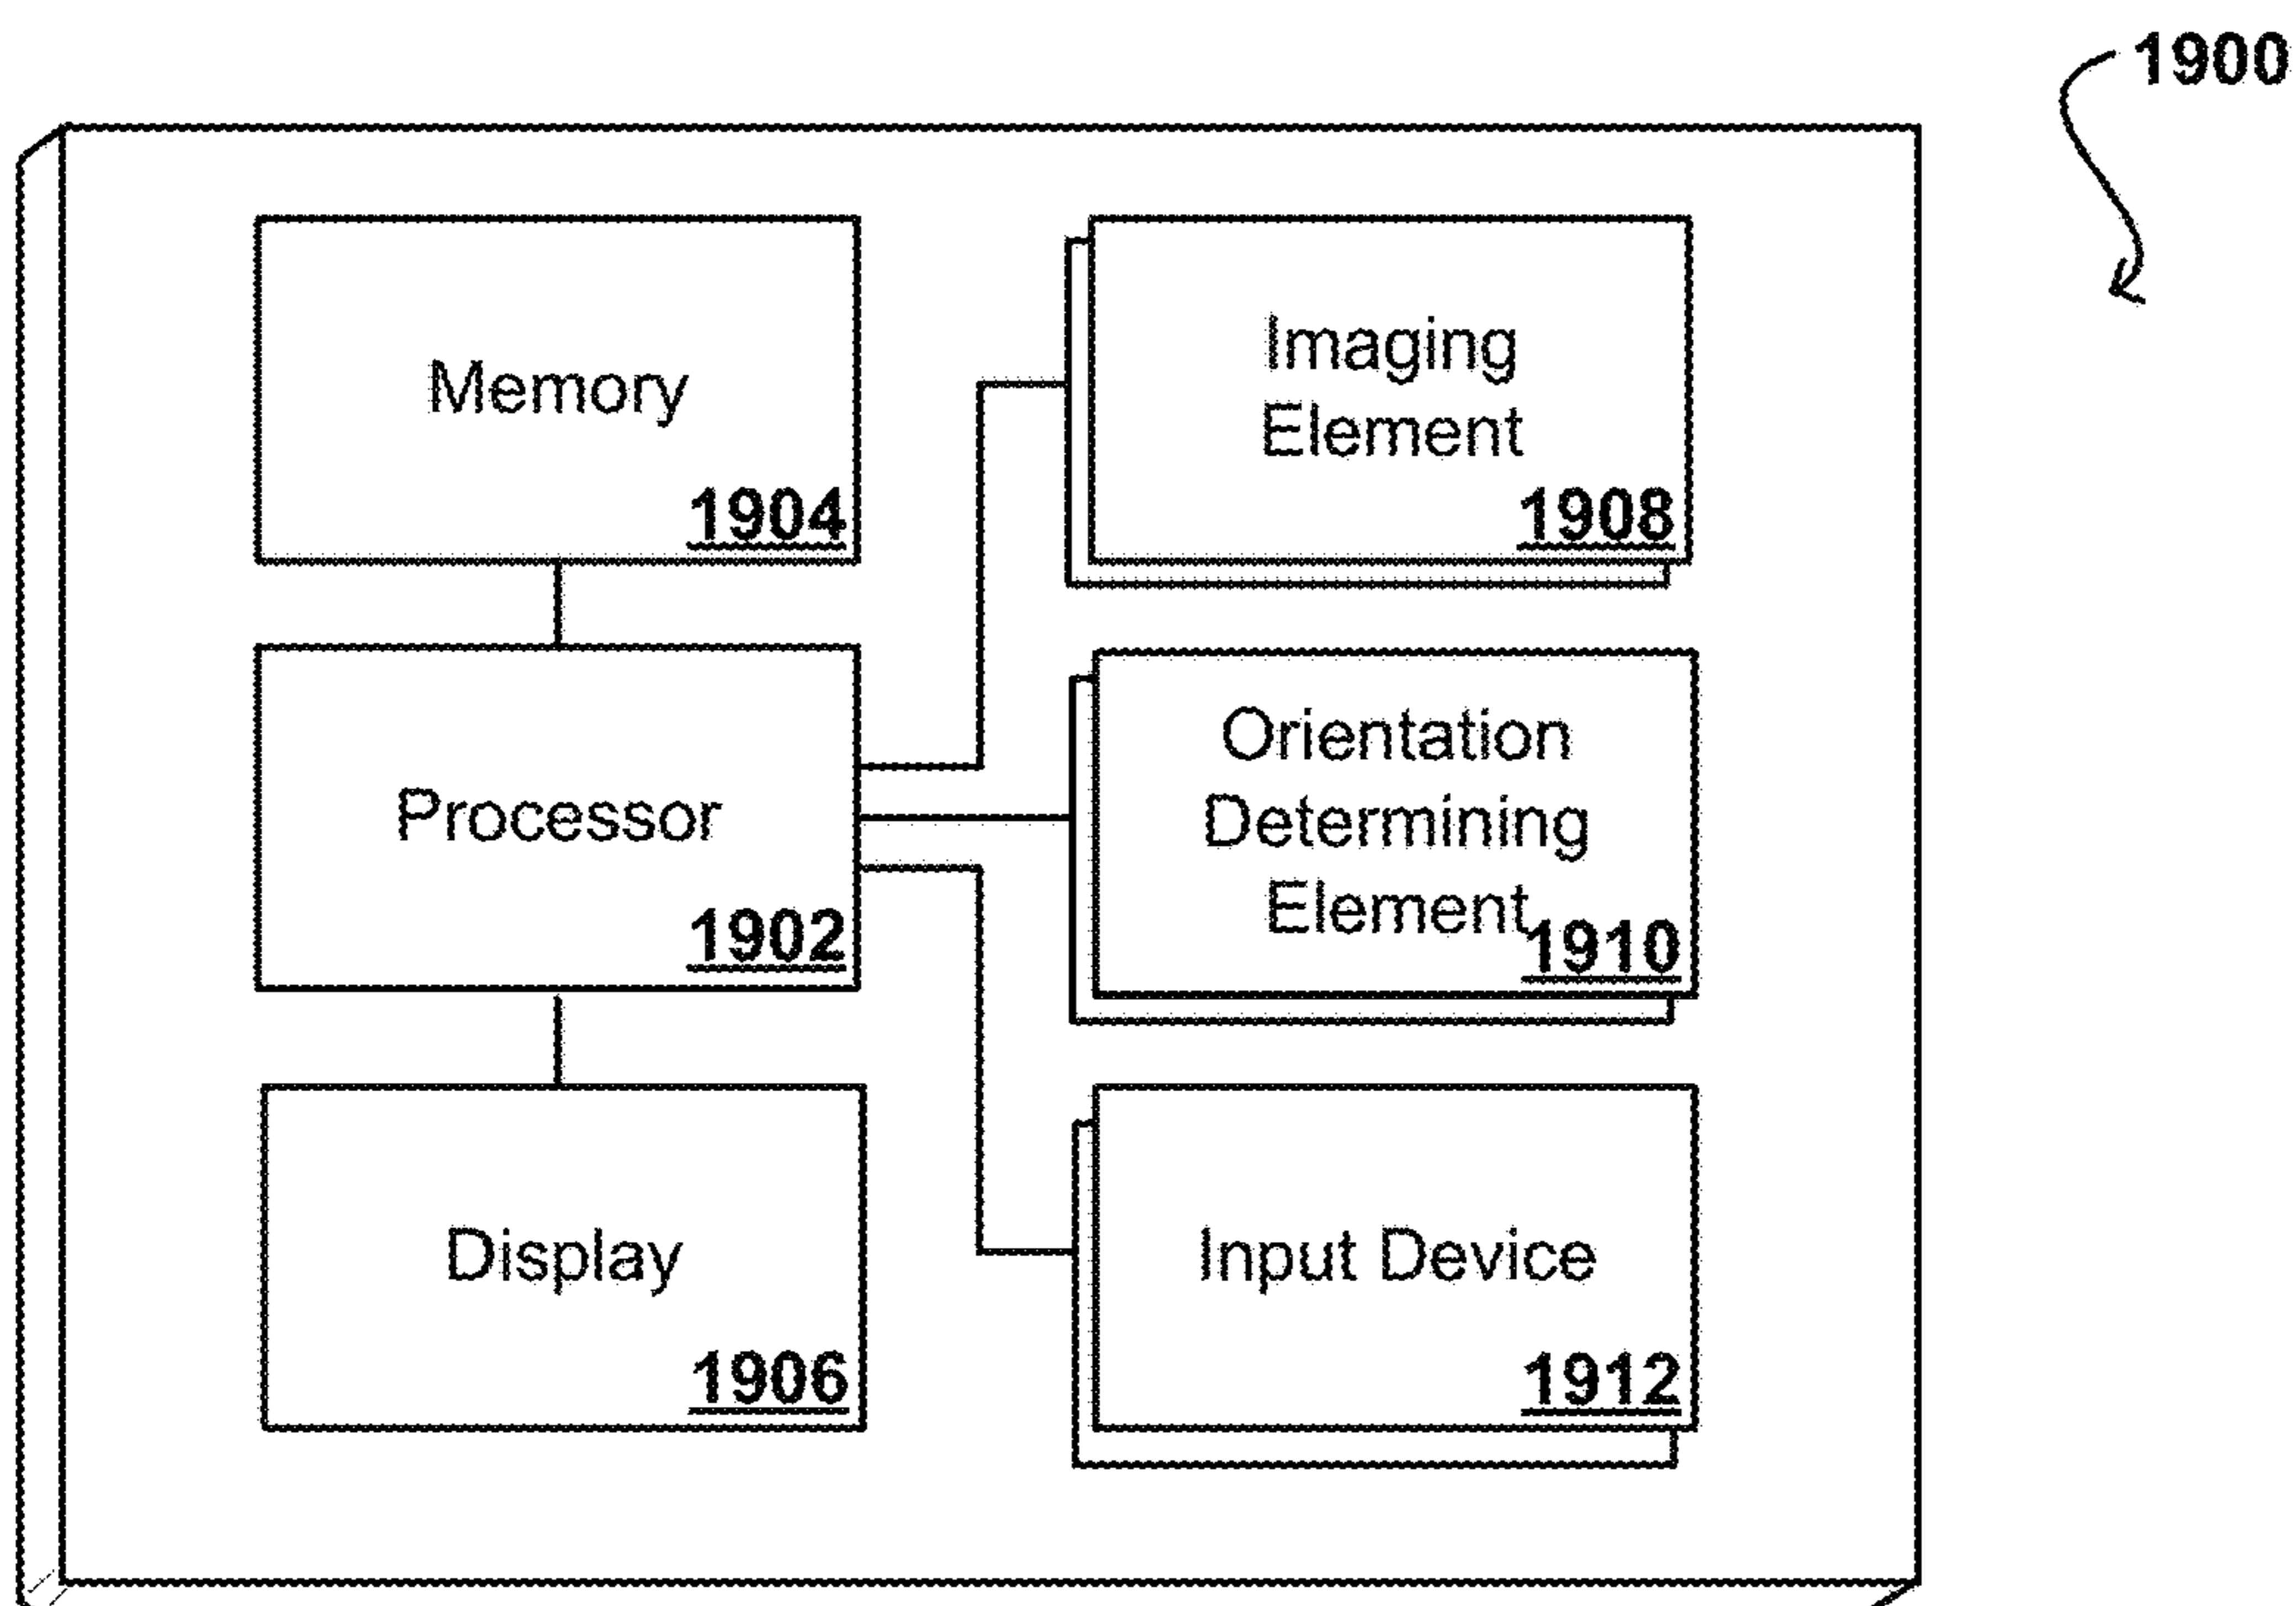 1900
Memory
1904
Imaging
Element
1908
Processor
1902
Orientation
Determining
Element
1910
Display
1906
Input Device
1912